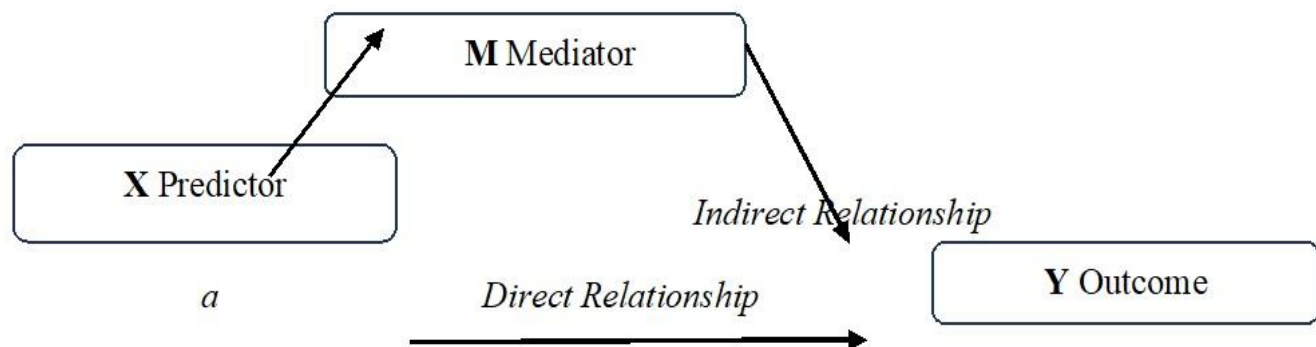 M Mediator
X Predictor
Indirect Relationship
Y Outcome
a
Direct Relationship